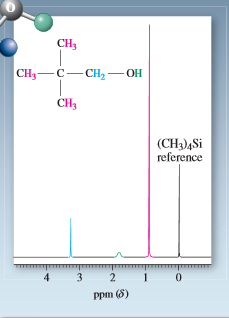 CH₃
CH₃—C—CH₂—OH
CH₃
(CH₃)₄Si
reference
4 3 2 1 0
ppm (δ)